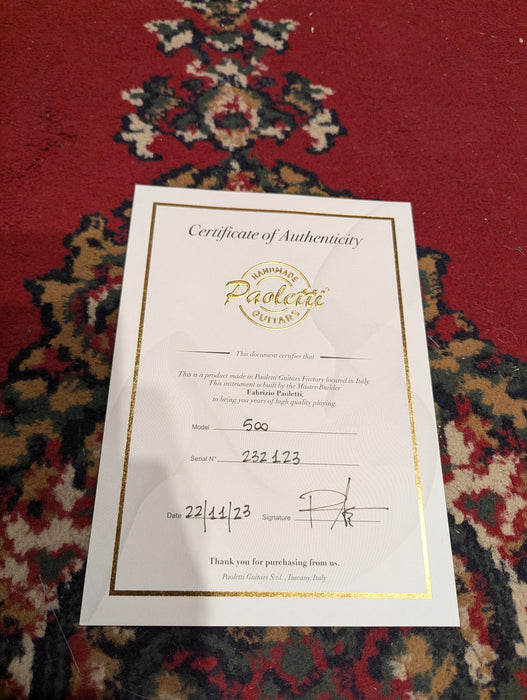 Certificate of Authenticity
HANDMADE
Paoletti
GUITARS
This document certifies that
This is a product made in Paoletti Guitars Factory located in Italy.
This instrument is built by the Master Builder
Fabrizio Paoletti,
to bring you years of high quality playing.
Model 500
Serial N° 232123
Date 22/11/23 Signature
Thank you for purchasing from us.
Paoletti Guitars S.r.l., Tuscany, Italy